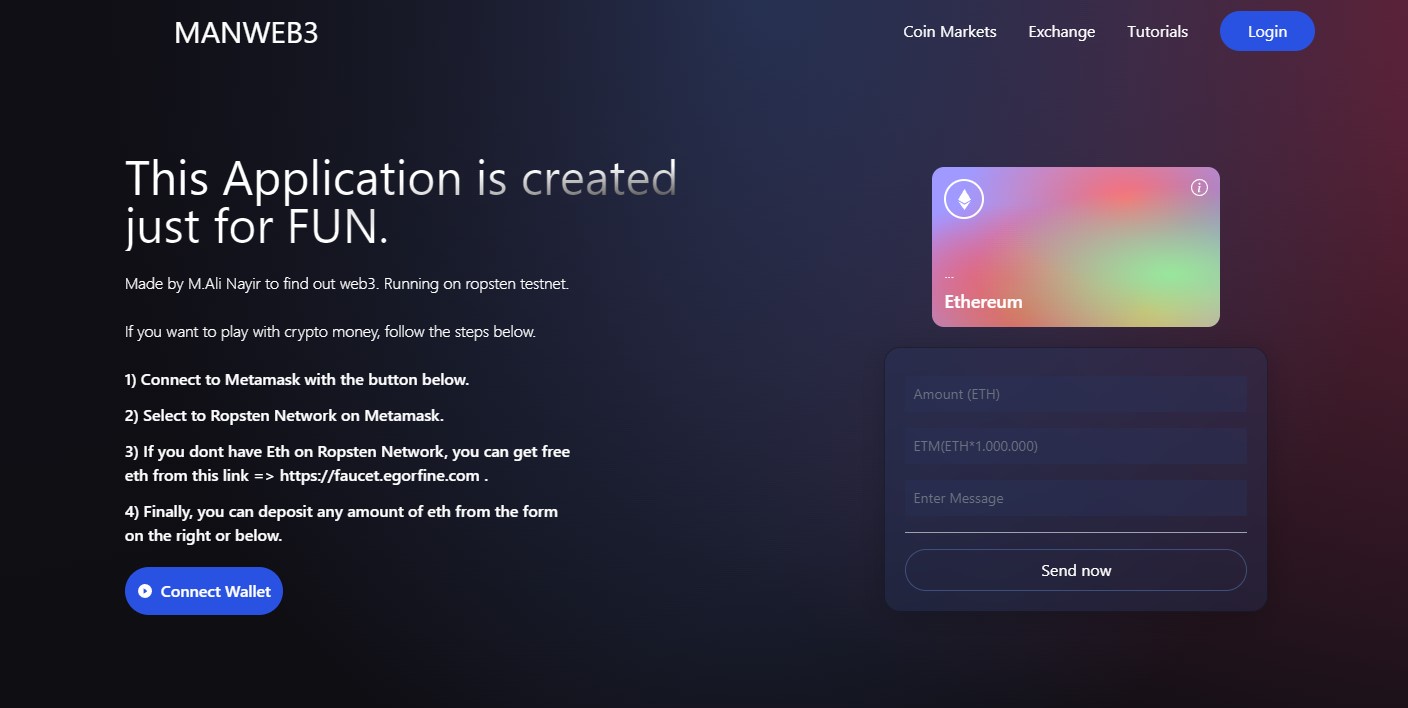 MANWEB3
Coin Markets
Exchange
Tutorials
Login
This Application is created
just for FUN.
Made by M.Ali Nayir to find out web3. Running on ropsten testnet.
If you want to play with crypto money, follow the steps below.
1) Connect to Metamask with the button below.
2) Select to Ropsten Network on Metamask.
3) If you dont have Eth on Ropsten Network, you can get free
eth from this link => https://faucet.egorfine.com .
4) Finally, you can deposit any amount of eth from the form
on the right or below.
Connect Wallet
i
...
Ethereum
Amount (ETH)
ETM(ETH*1.000.000)
Enter Message
Send now